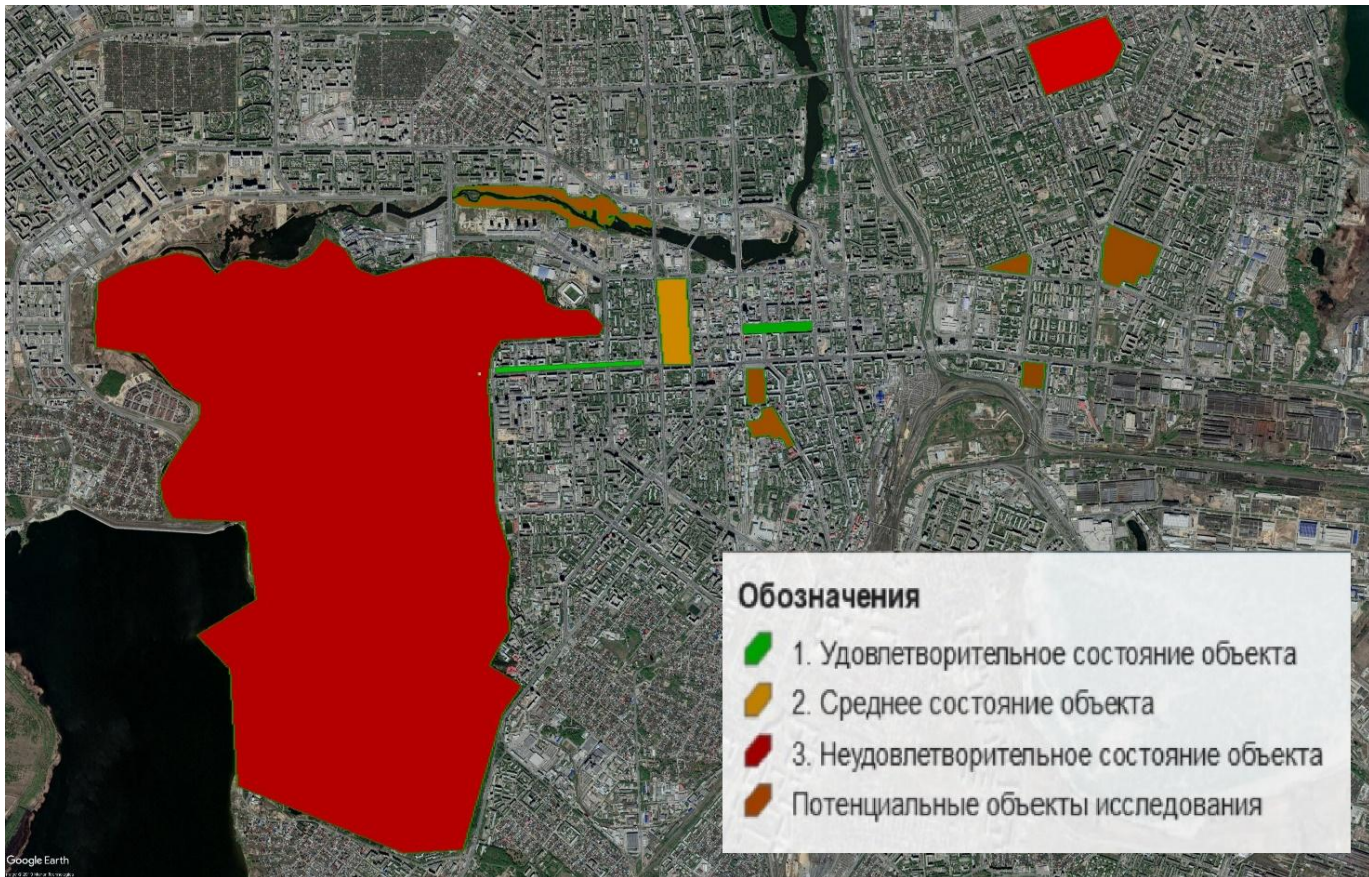 Обозначения
1. Удовлетворительное состояние объекта
2. Среднее состояние объекта
3. Неудовлетворительное состояние объекта
Потенциальные объекты исследования
Google Earth